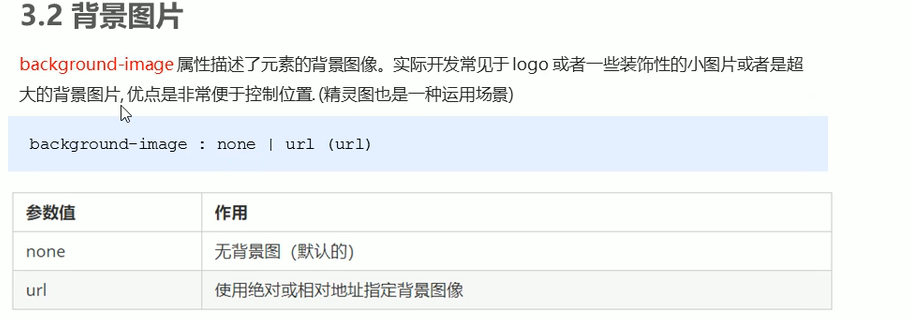 3.2 背景图片
background-image 属性描述了元素的背景图像。实际开发常见于 logo 或者一些装饰性的小图片或者是超
大的背景图片, 优点是非常便于控制位置. (精灵图也是一种运用场景)
background-image : none | url (url)
参数值 作用
none 无背景图（默认的）
url 使用绝对或相对地址指定背景图像